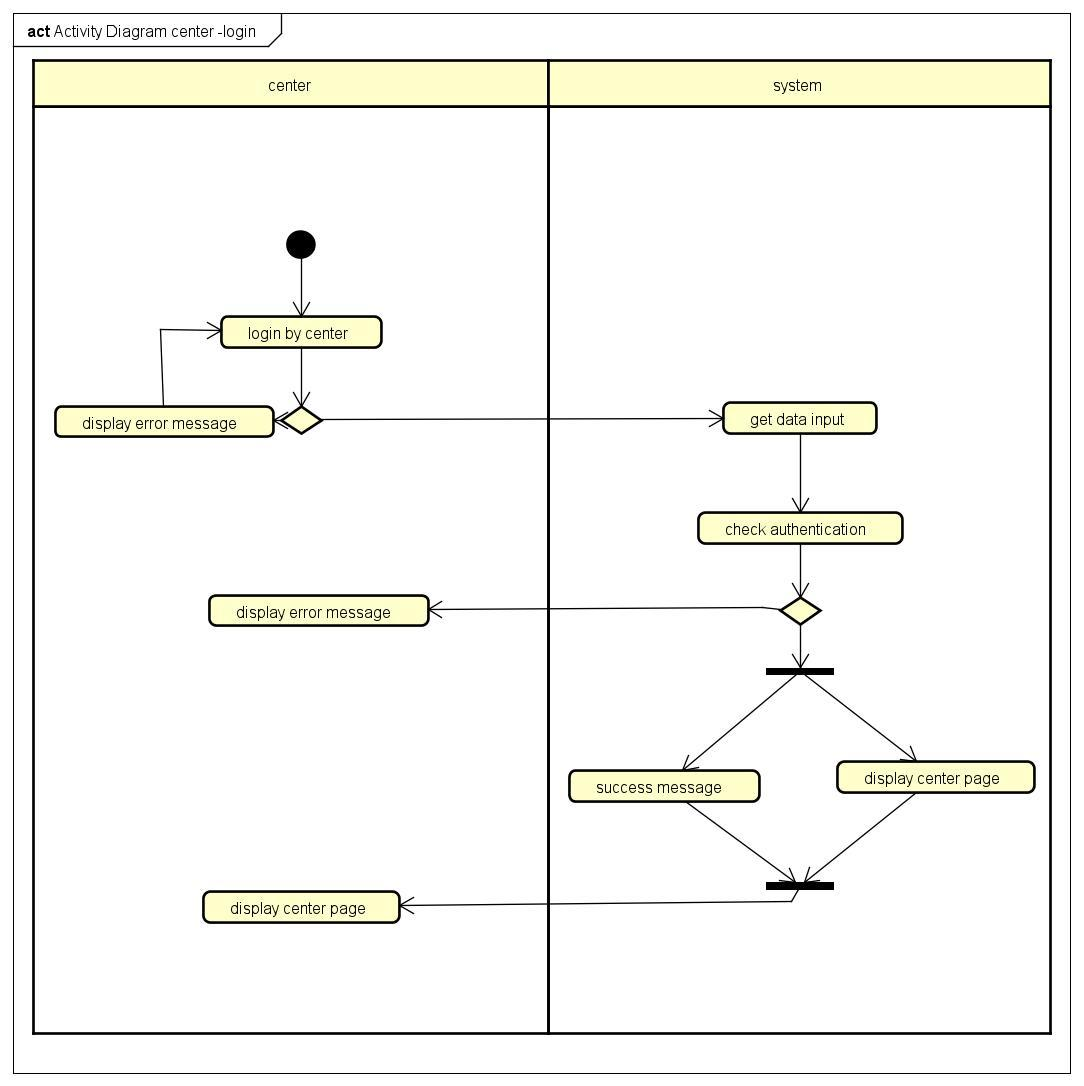 act Activity Diagram center -login
center
system
login by center
display error message
get data input
check authentication
display error message
success message
display center page
display center page